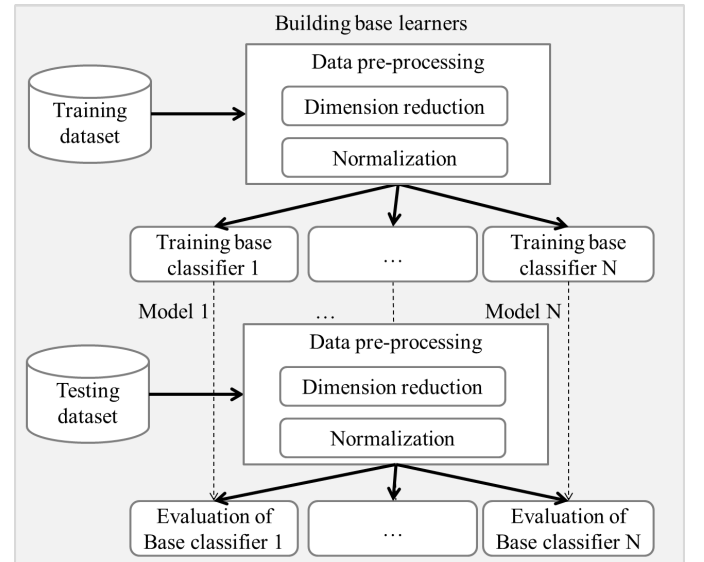 Building base learners
Data pre-processing
Training
dataset
Dimension reduction
Normalization
Training base
classifier 1
…
Training base
classifier N
Model 1
…
Model N
Data pre-processing
Testing
dataset
Dimension reduction
Normalization
Evaluation of
Base classifier 1
…
Evaluation of
Base classifier N